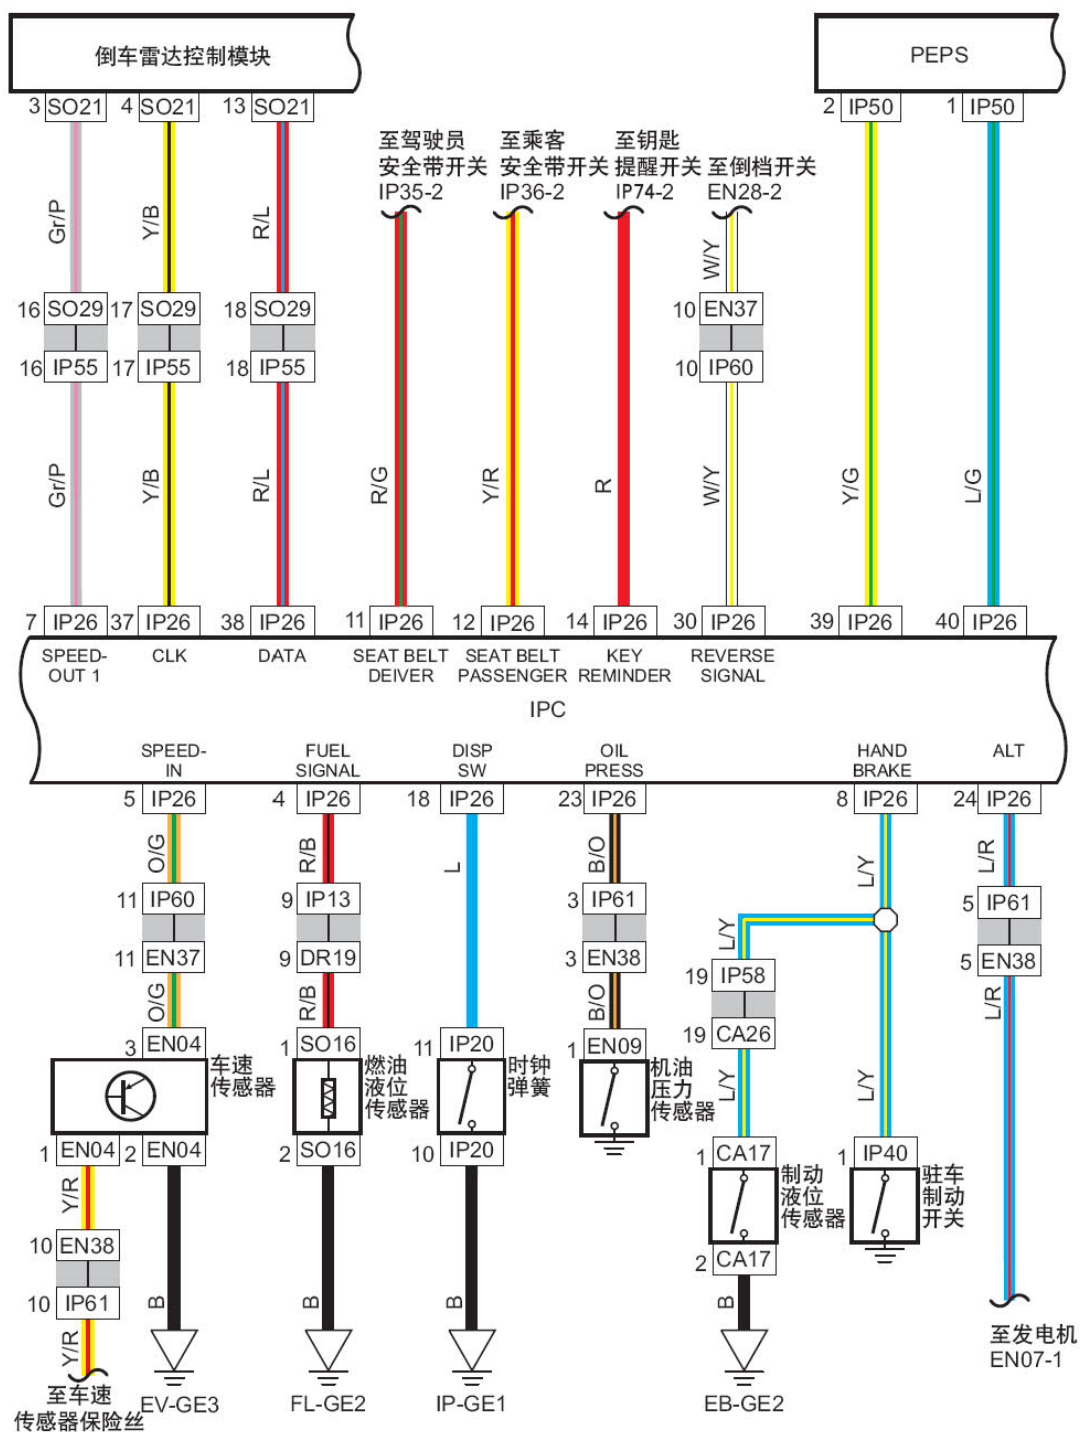 倒车雷达控制模块
PEPS
3 SO21 4 SO21 13 SO21 2 IP50 1 IP50
至驾驶员
安全带开关
IP35-2
至乘客
安全带开关
IP36-2
至钥匙
提醒开关
IP74-2
至倒档开关
EN28-2
Gr/P Y/B R/L W/Y
16 SO29 17 SO29 18 SO29 10 EN37
16 IP55 17 IP55 18 IP55 10 IP60
Gr/P Y/B R/L R/G Y/R R W/Y Y/G L/G
7 IP26 37 IP26 38 IP26 11 IP26 12 IP26 14 IP26 30 IP26 39 IP26 40 IP26
SPEED-
OUT 1
CLK
DATA
SEAT BELT
DEIVER
SEAT BELT
PASSENGER
KEY
REMINDER
REVERSE
SIGNAL
IPC
SPEED-
IN
FUEL
SIGNAL
DISP
SW
OIL
PRESS
HAND
BRAKE
ALT
5 IP26 4 IP26 18 IP26 23 IP26 8 IP26 24 IP26
O/G R/B L B/O L/Y L/R
11 IP60 9 IP13 3 IP61 5 IP61
L/Y
11 EN37 9 DR19 3 EN38 5 EN38
19 IP58
O/G R/B B/O L/R
19 CA26
3 EN04 1 SO16 11 IP20 1 EN09
车速
传感器
燃油
液位
传感器
时钟
弹簧
机油
压力
传感器
L/Y L/Y
1 EN04 2 EN04 2 SO16 10 IP20 1 CA17 1 IP40
制动
液位
传感器
驻车
制动
开关
Y/R
10 EN38
2 CA17
10 IP61
B B B B
Y/R
至车速
传感器保险丝
EV-GE3
FL-GE2
IP-GE1
EB-GE2
至发电机
EN07-1